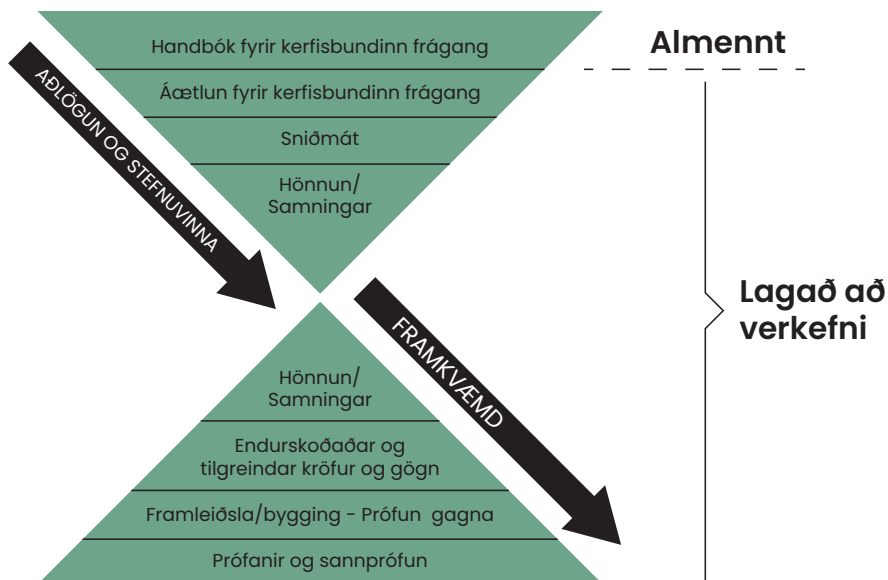 Handbók fyrir kerfisbundinn frágang
Almennt
Áætlun fyrir kerfisbundinn frágang
Sniðmát
Hönnun/
Samningar
AÐLÖGUN OG STEFNUVINNA
Lagað að
verkefni
FRAMKVÆMD
Hönnun/
Samningar
Endurskoðaðar og
tilgreindar kröfur og gögn
Framleiðsla/bygging - Prófun gagna
Prófanir og sannprófun